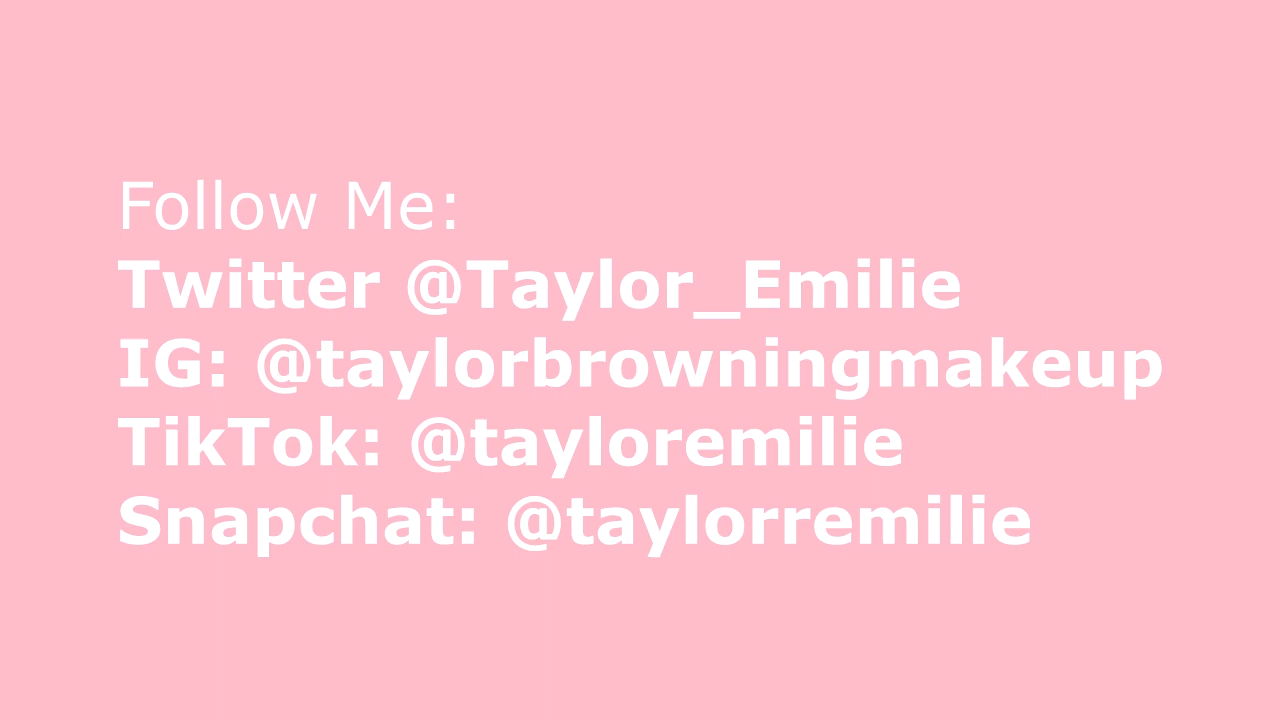 Follow Me:
Twitter @Taylor_Emilie
IG: @taylorbrowningmakeup
TikTok: @tayloremilie
Snapchat: @taylorremilie